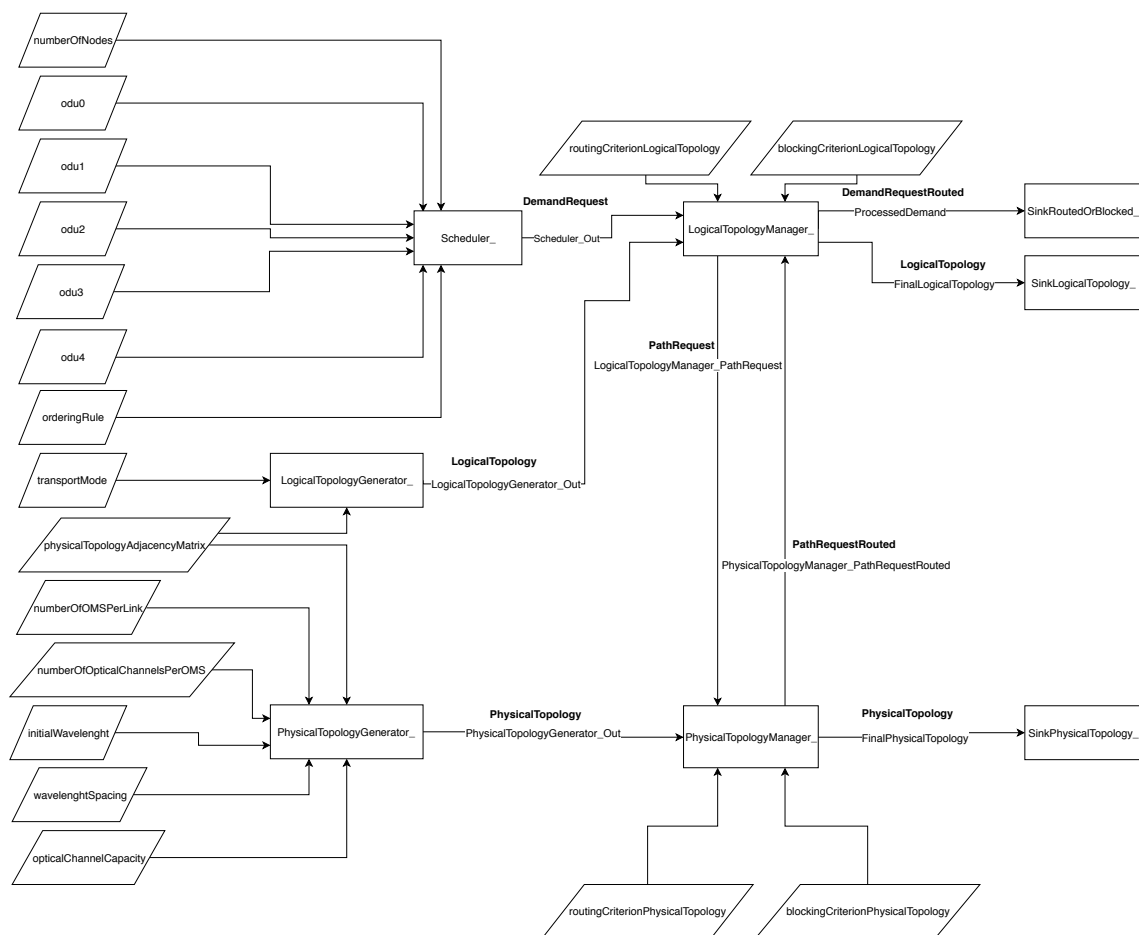 numberOfNodes
odu0
odu1
odu2
odu3
odu4
orderingRule
transportMode
physicalTopologyAdjacencyMatrix
numberOfOMSPerLink
numberOfOpticalChannelsPerOMS
initialWavelenght
wavelenghtSpacing
opticalChannelCapacity
Scheduler_
DemandRequest
Scheduler_Out
routingCriterionLogicalTopology
blockingCriterionLogicalTopology
LogicalTopologyManager_
DemandRequestRouted
ProcessedDemand
SinkRoutedOrBlocked_
LogicalTopology
FinalLogicalTopology
SinkLogicalTopology_
PathRequest
LogicalTopologyManager_PathRequest
LogicalTopologyGenerator_
LogicalTopology
LogicalTopologyGenerator_Out
PathRequestRouted
PhysicalTopologyManager_PathRequestRouted
PhysicalTopologyGenerator_
PhysicalTopology
PhysicalTopologyGenerator_Out
PhysicalTopologyManager_
PhysicalTopology
FinalPhysicalTopology
SinkPhysicalTopology_
routingCriterionPhysicalTopology
blockingCriterionPhysicalTopology